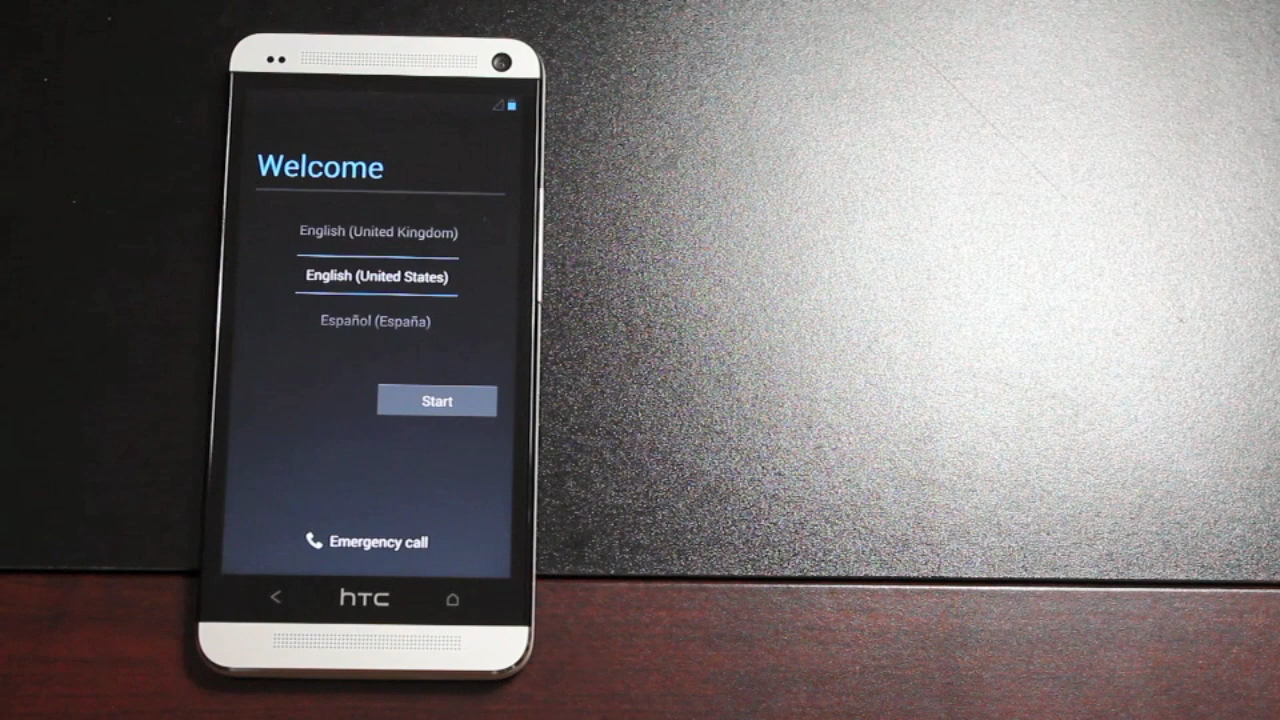 Welcome
English (United Kingdom)
English (United States)
Español (España)
Start
Emergency call
hTC